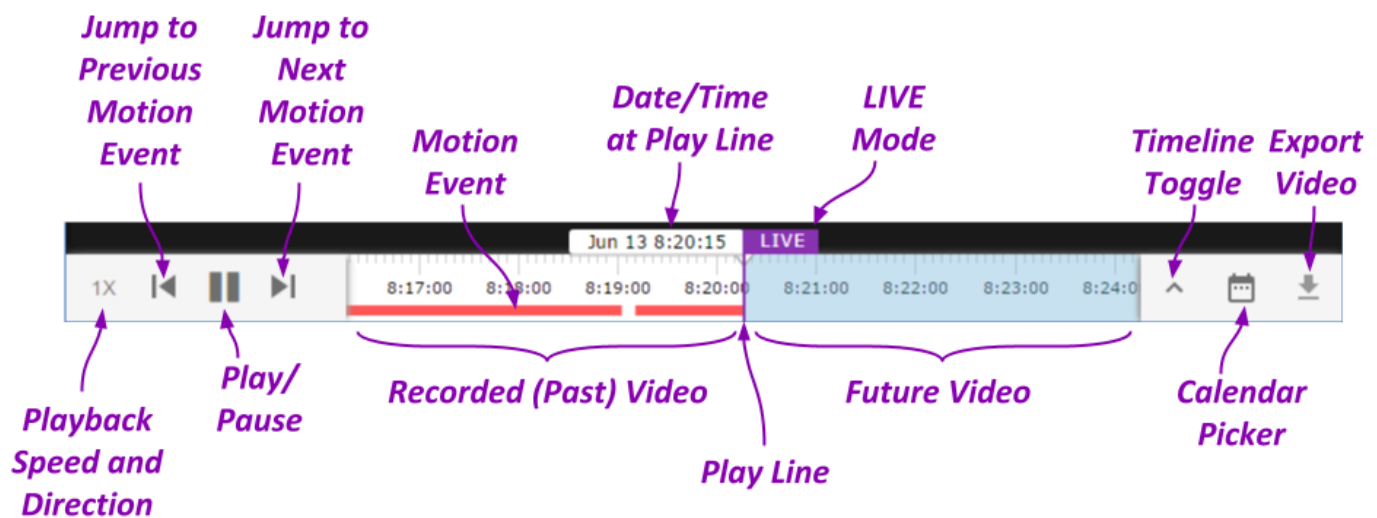 Jump to
Previous
Motion
Event
Jump to
Next
Motion
Event
Motion
Event
Date/Time
at Play Line
LIVE
Mode
Timeline
Toggle
Export
Video
Jun 13 8:20:15
LIVE
1X
8:17:00 8:18:00 8:19:00 8:20:00 8:21:00 8:22:00 8:23:00 8:24:0
Playback
Speed and
Direction
Play/
Pause
Recorded (Past) Video
Play Line
Future Video
Calendar
Picker